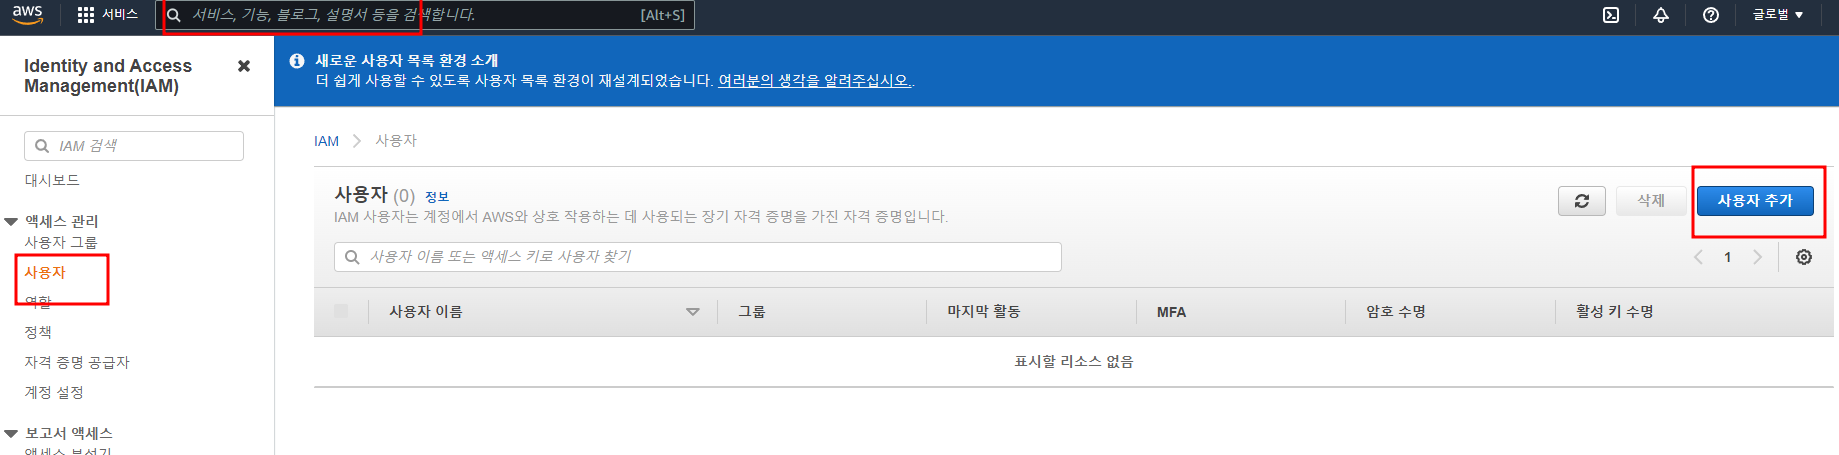 aws
서비스
서비스, 기능, 블로그, 설명서 등을 검색합니다.
[Alt+S]
글로벌
Identity and Access
Management(IAM)
IAM 검색
대시보드
액세스 관리
사용자 그룹
사용자
역할
정책
자격 증명 공급자
계정 설정
보고서 액세스
액세스 분석기
새로운 사용자 목록 환경 소개
더 쉽게 사용할 수 있도록 사용자 목록 환경이 재설계되었습니다. 여러분의 생각을 알려주십시오..
IAM > 사용자
사용자 (0) 정보
IAM 사용자는 계정에서 AWS와 상호 작용하는 데 사용되는 장기 자격 증명을 가진 자격 증명입니다.
삭제
사용자 추가
사용자 이름 또는 액세스 키로 사용자 찾기
1
사용자 이름 그룹 마지막 활동 MFA 암호 수명 활성 키 수명
표시할 리소스 없음